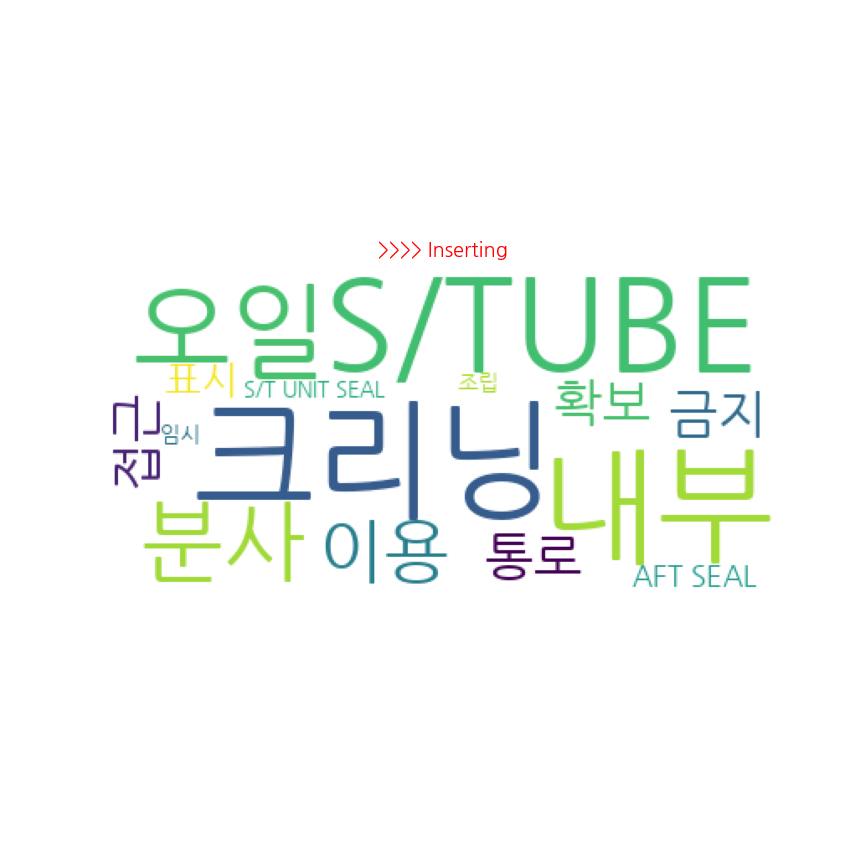 >>>> Inserting
오일 S/TUBE
표시 S/T UNIT SEAL 조립 확보 금지
접근 임시 크리닝 내부
분사 이용 통로 AFT SEAL